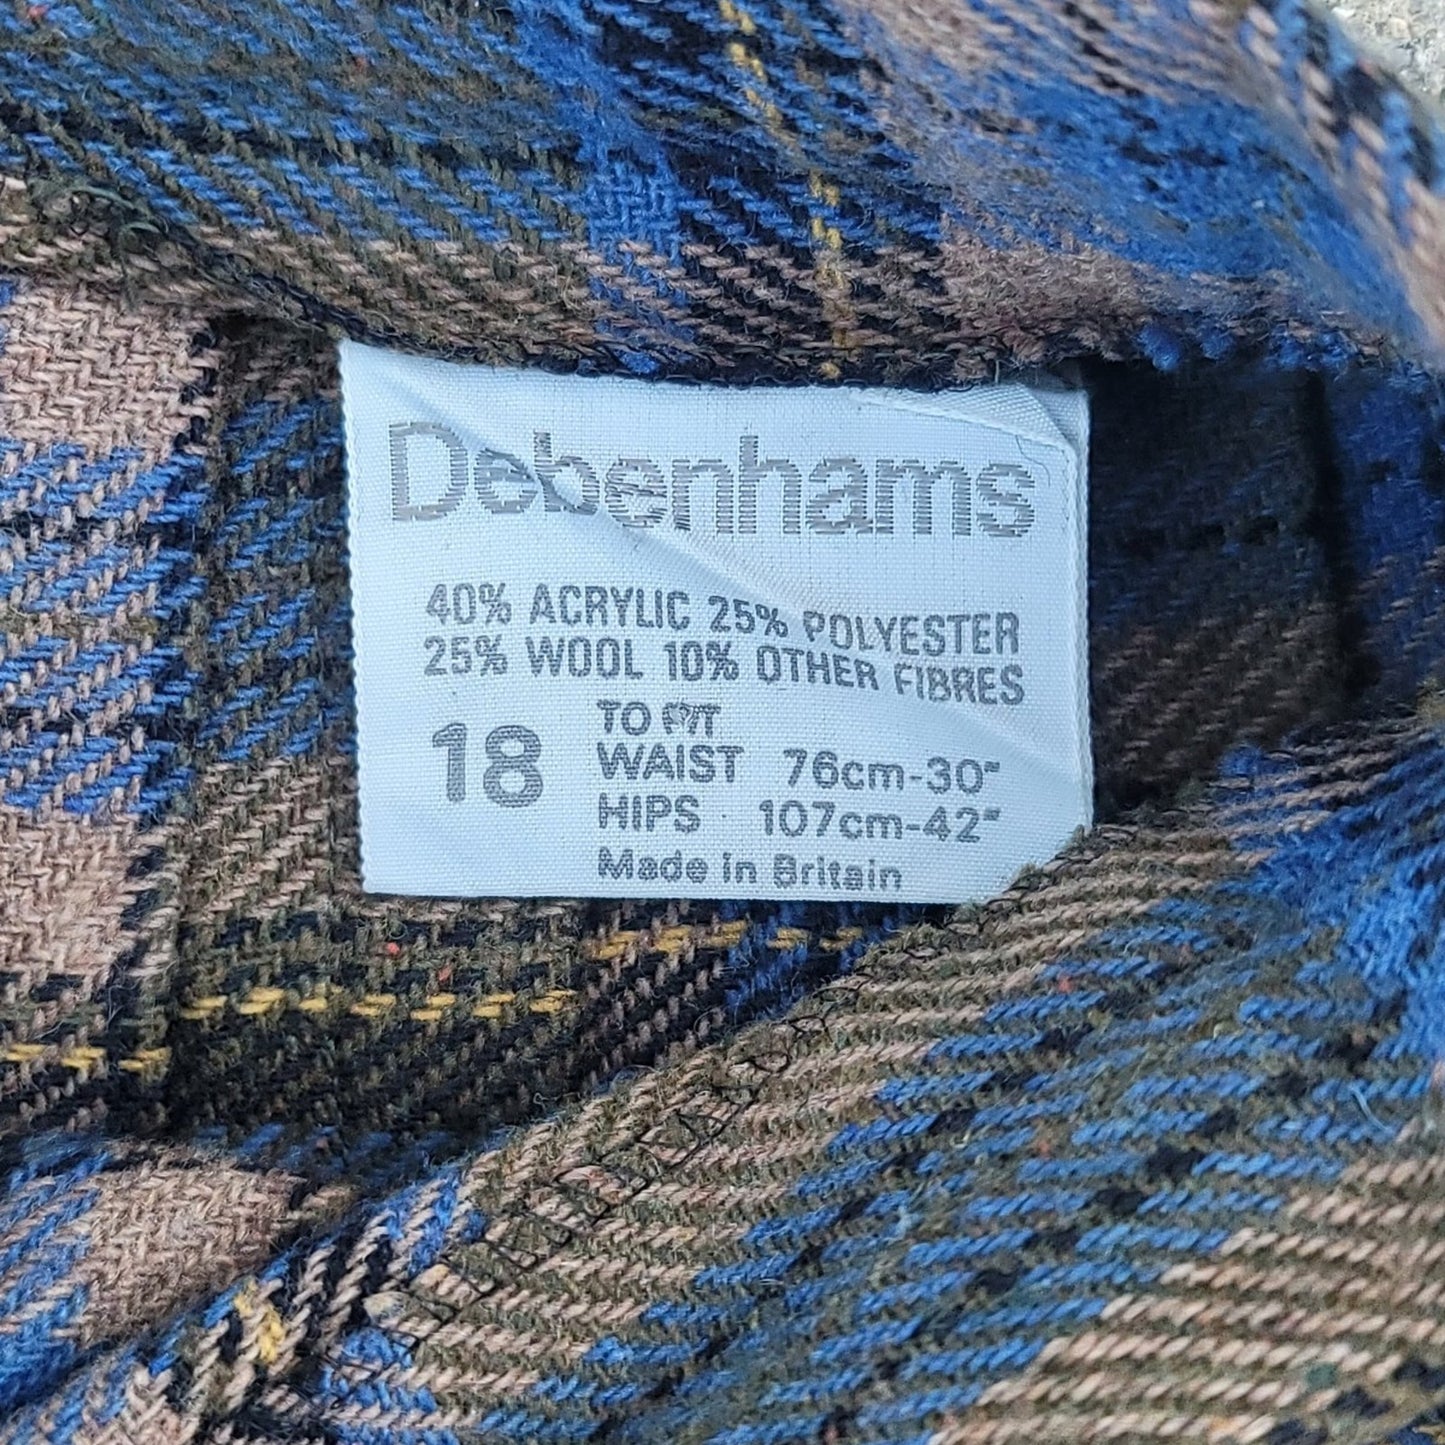 Debenhams
40% ACRYLIC 25% POLYESTER
25% WOOL 10% OTHER FIBRES
18
TO FIT
WAIST 76cm-30"
HIPS 107cm-42"
Made in Britain